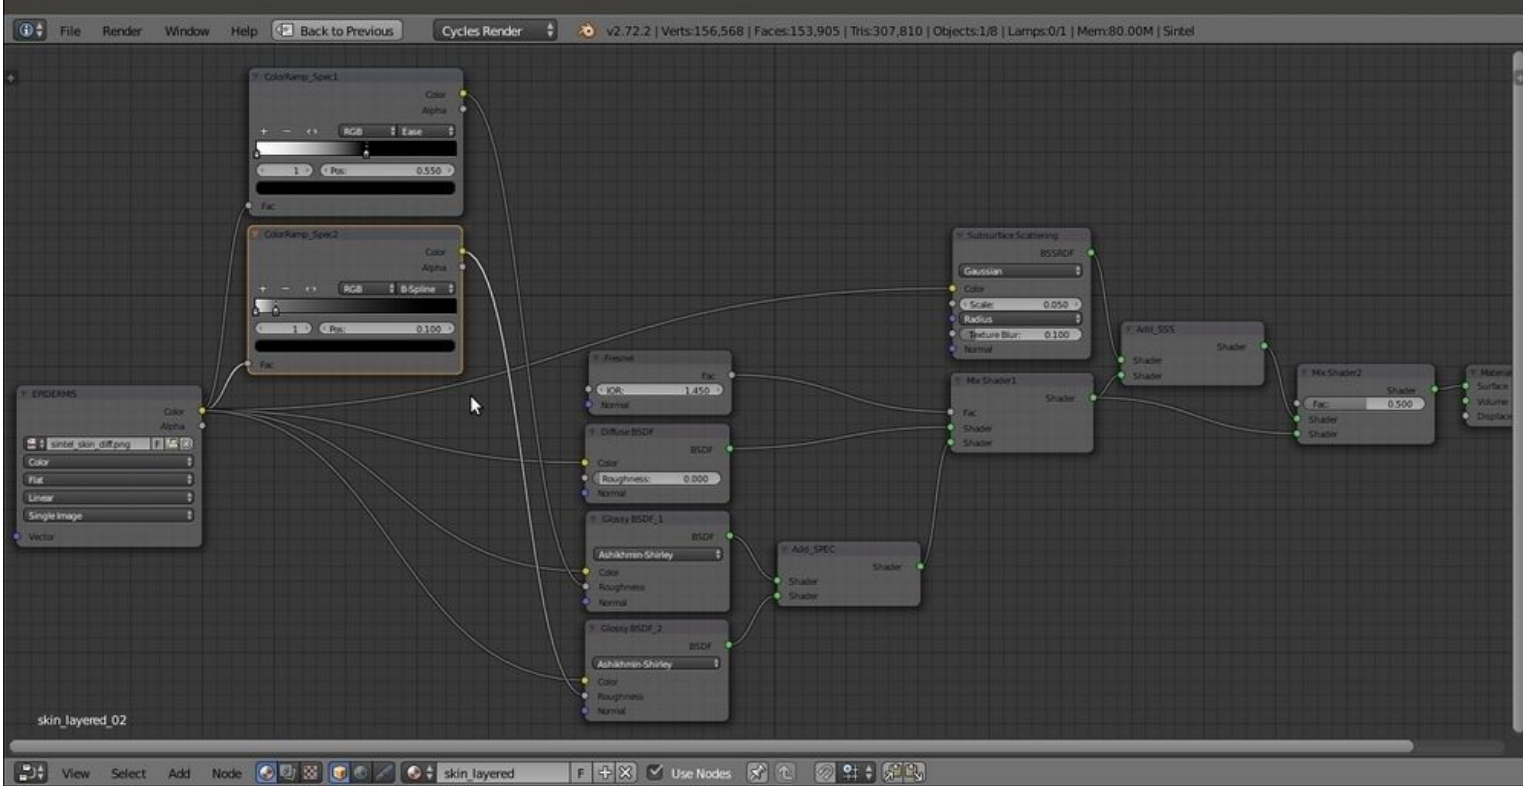 File Render Window Help Back to Previous Cycles Render v2.72.2 | Verts:156,568 | Faces:153,905 | Tris:307,810 | Objects:1/8 | Lamps:0/1 | Mem:80.00M | Sintel
ColorRamp_Spec1
Color
Alpha
RGB Ease
1 Pos: 0.550
Fac
ColorRamp_Spec2
Color
Alpha
RGB B-Spline
1 Pos: 0.100
Fac
EPIDERMIS
Color
Alpha
sintel_skin_diff.png F
Color
Flat
Linear
Single Image
Vector
Fresnel
Fac
IOR: 1.450
Normal
Diffuse BSDF
BSDF
Color
Roughness: 0.000
Normal
Glossy BSDF_1
BSDF
Ashikhmin-Shirley
Color
Roughness
Normal
Glossy BSDF_2
BSDF
Ashikhmin-Shirley
Color
Roughness
Normal
Add_SPEC
Shader
Shader
Shader
Subsurface Scattering
BSSRDF
Gaussian
Color
Scale: 0.050
Radius
Texture Blur: 0.100
Normal
Mix Shader1
Shader
Fac
Shader
Shader
Add_SSS
Shader
Shader
Shader
Mix Shader2
Shader
Fac: 0.500
Shader
Shader
Material
Surface
Volume
Displace
skin_layered_02
View Select Add Node skin_layered F Use Nodes